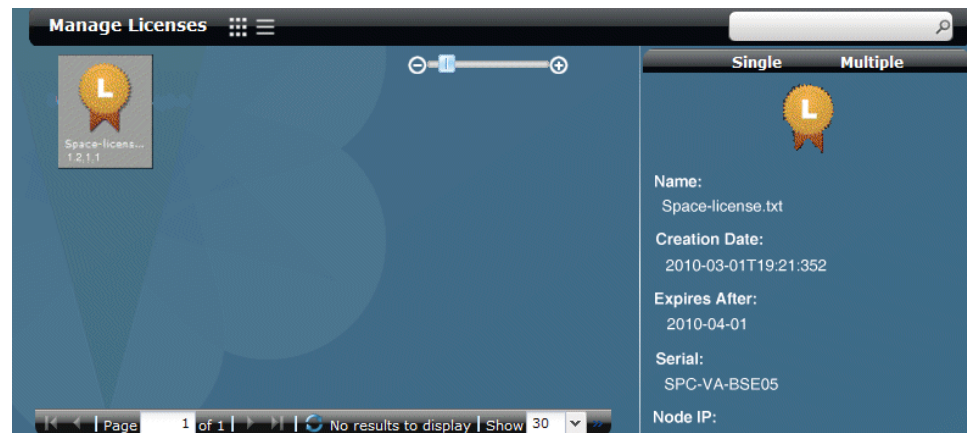 Manage Licenses
Single Multiple
L
Space-licens...
1.2.1.1
L
Name:
Space-license.txt
Creation Date:
2010-03-01T19:21:352
Expires After:
2010-04-01
Serial:
SPC-VA-BSE05
Node IP:
Page 1 of 1 No results to display Show 30